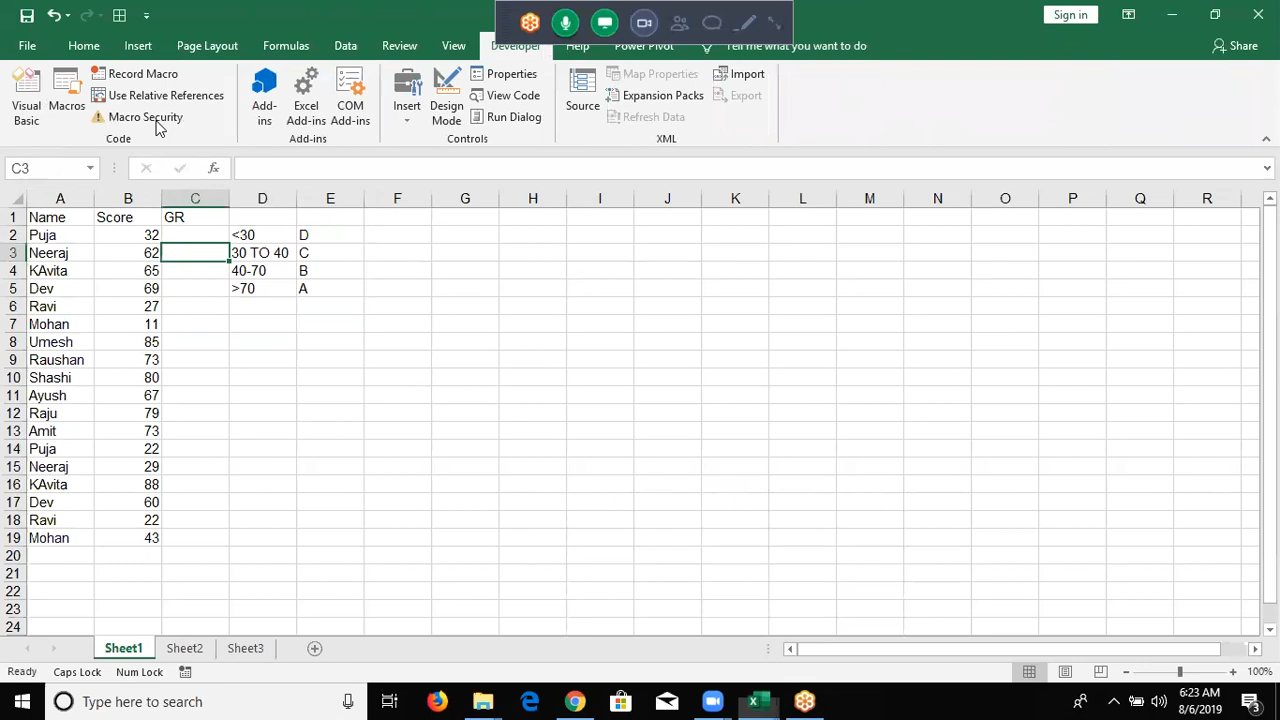 Sign in
File Home Insert Page Layout Formulas Data Review View Developer Help Power Pivot Tell me what you want to do Share
Visual Basic
Macros
Record Macro
Use Relative References
Macro Security
Code
Add-ins
Excel Add-ins
COM Add-ins
Add-ins
Insert
Design Mode
Properties
View Code
Run Dialog
Controls
Source
Map Properties
Expansion Packs
Refresh Data
Import
Export
XML
C3 fx
A B C D E F G H I J K L M N O P Q R
1 Name Score GR
2 Puja 32 <30 D
3 Neeraj 62 30 TO 40 C
4 KAvita 65 40-70 B
5 Dev 69 >70 A
6 Ravi 27
7 Mohan 11
8 Umesh 85
9 Raushan 73
10 Shashi 80
11 Ayush 67
12 Raju 79
13 Amit 73
14 Puja 22
15 Neeraj 29
16 KAvita 88
17 Dev 60
18 Ravi 22
19 Mohan 43
20
21
22
23
24
Sheet1 Sheet2 Sheet3
Ready Caps Lock Num Lock 100%
Type here to search
6:23 AM
8/6/2019
3